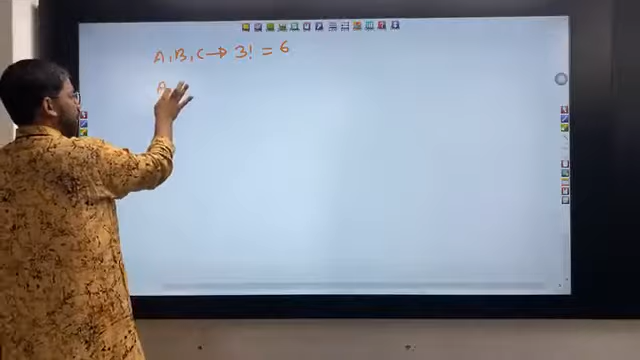 A, B, C → 3! = 6
A